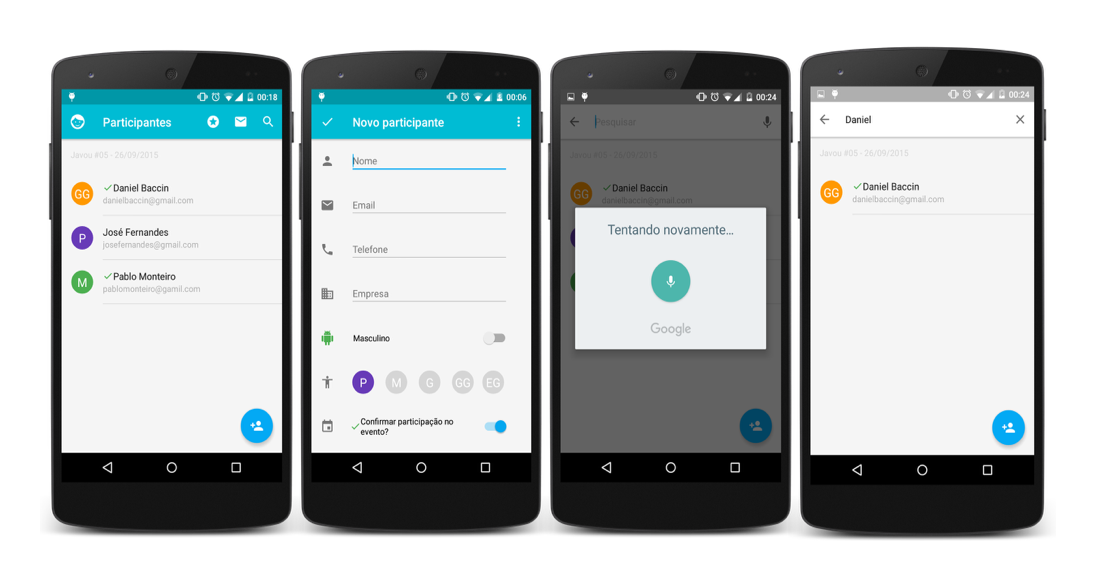 00:18
Participantes
Javou #05 - 26/09/2015
GG
Daniel Baccin
danielbaccin@gmail.com
P
José Fernandes
josefernandes@gmail.com
M
Pablo Monteiro
pablomonteiro@gamil.com
00:06
Novo participante
Nome
Email
Telefone
Empresa
Masculino
P M G GG EG
Confirmar participação no
evento?
00:24
Pesquisar
Javou #05 - 26/09/2015
GG
Daniel Baccin
danielbaccin@gmail.com
Tentando novamente...
Google
00:24
Daniel
Javou #05 - 26/09/2015
GG
Daniel Baccin
danielbaccin@gmail.com